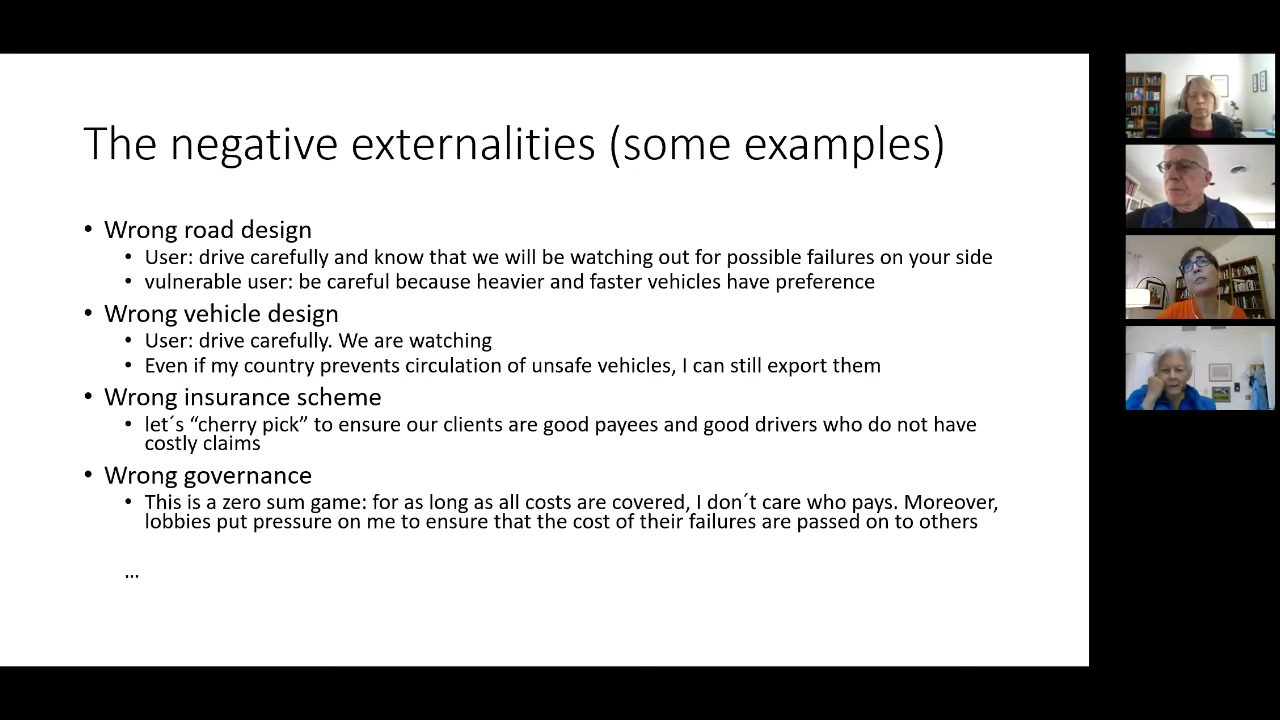 The negative externalities (some examples)
• Wrong road design
• User: drive carefully and know that we will be watching out for possible failures on your side
• vulnerable user: be careful because heavier and faster vehicles have preference
• Wrong vehicle design
• User: drive carefully. We are watching
• Even if my country prevents circulation of unsafe vehicles, I can still export them
• Wrong insurance scheme
• let´s “cherry pick” to ensure our clients are good payees and good drivers who do not have
costly claims
• Wrong governance
• This is a zero sum game: for as long as all costs are covered, I don´t care who pays. Moreover,
lobbies put pressure on me to ensure that the cost of their failures are passed on to others
…